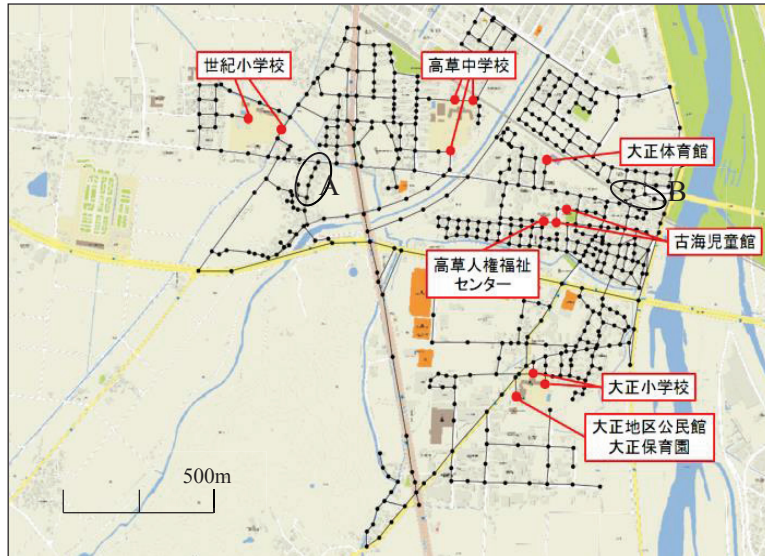 世紀小学校
高草中学校
大正体育館
A
B
古海児童館
高草人権福祉
センター
大正小学校
大正地区公民館
大正保育園
500m